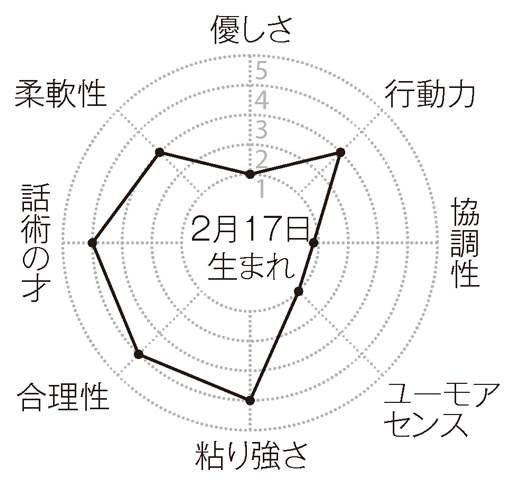 優しさ
行動力
協調性
ユーモア
センス
粘り強さ
合理性
話術の才
柔軟性
5
4
3
2
1
2月17日
生まれ